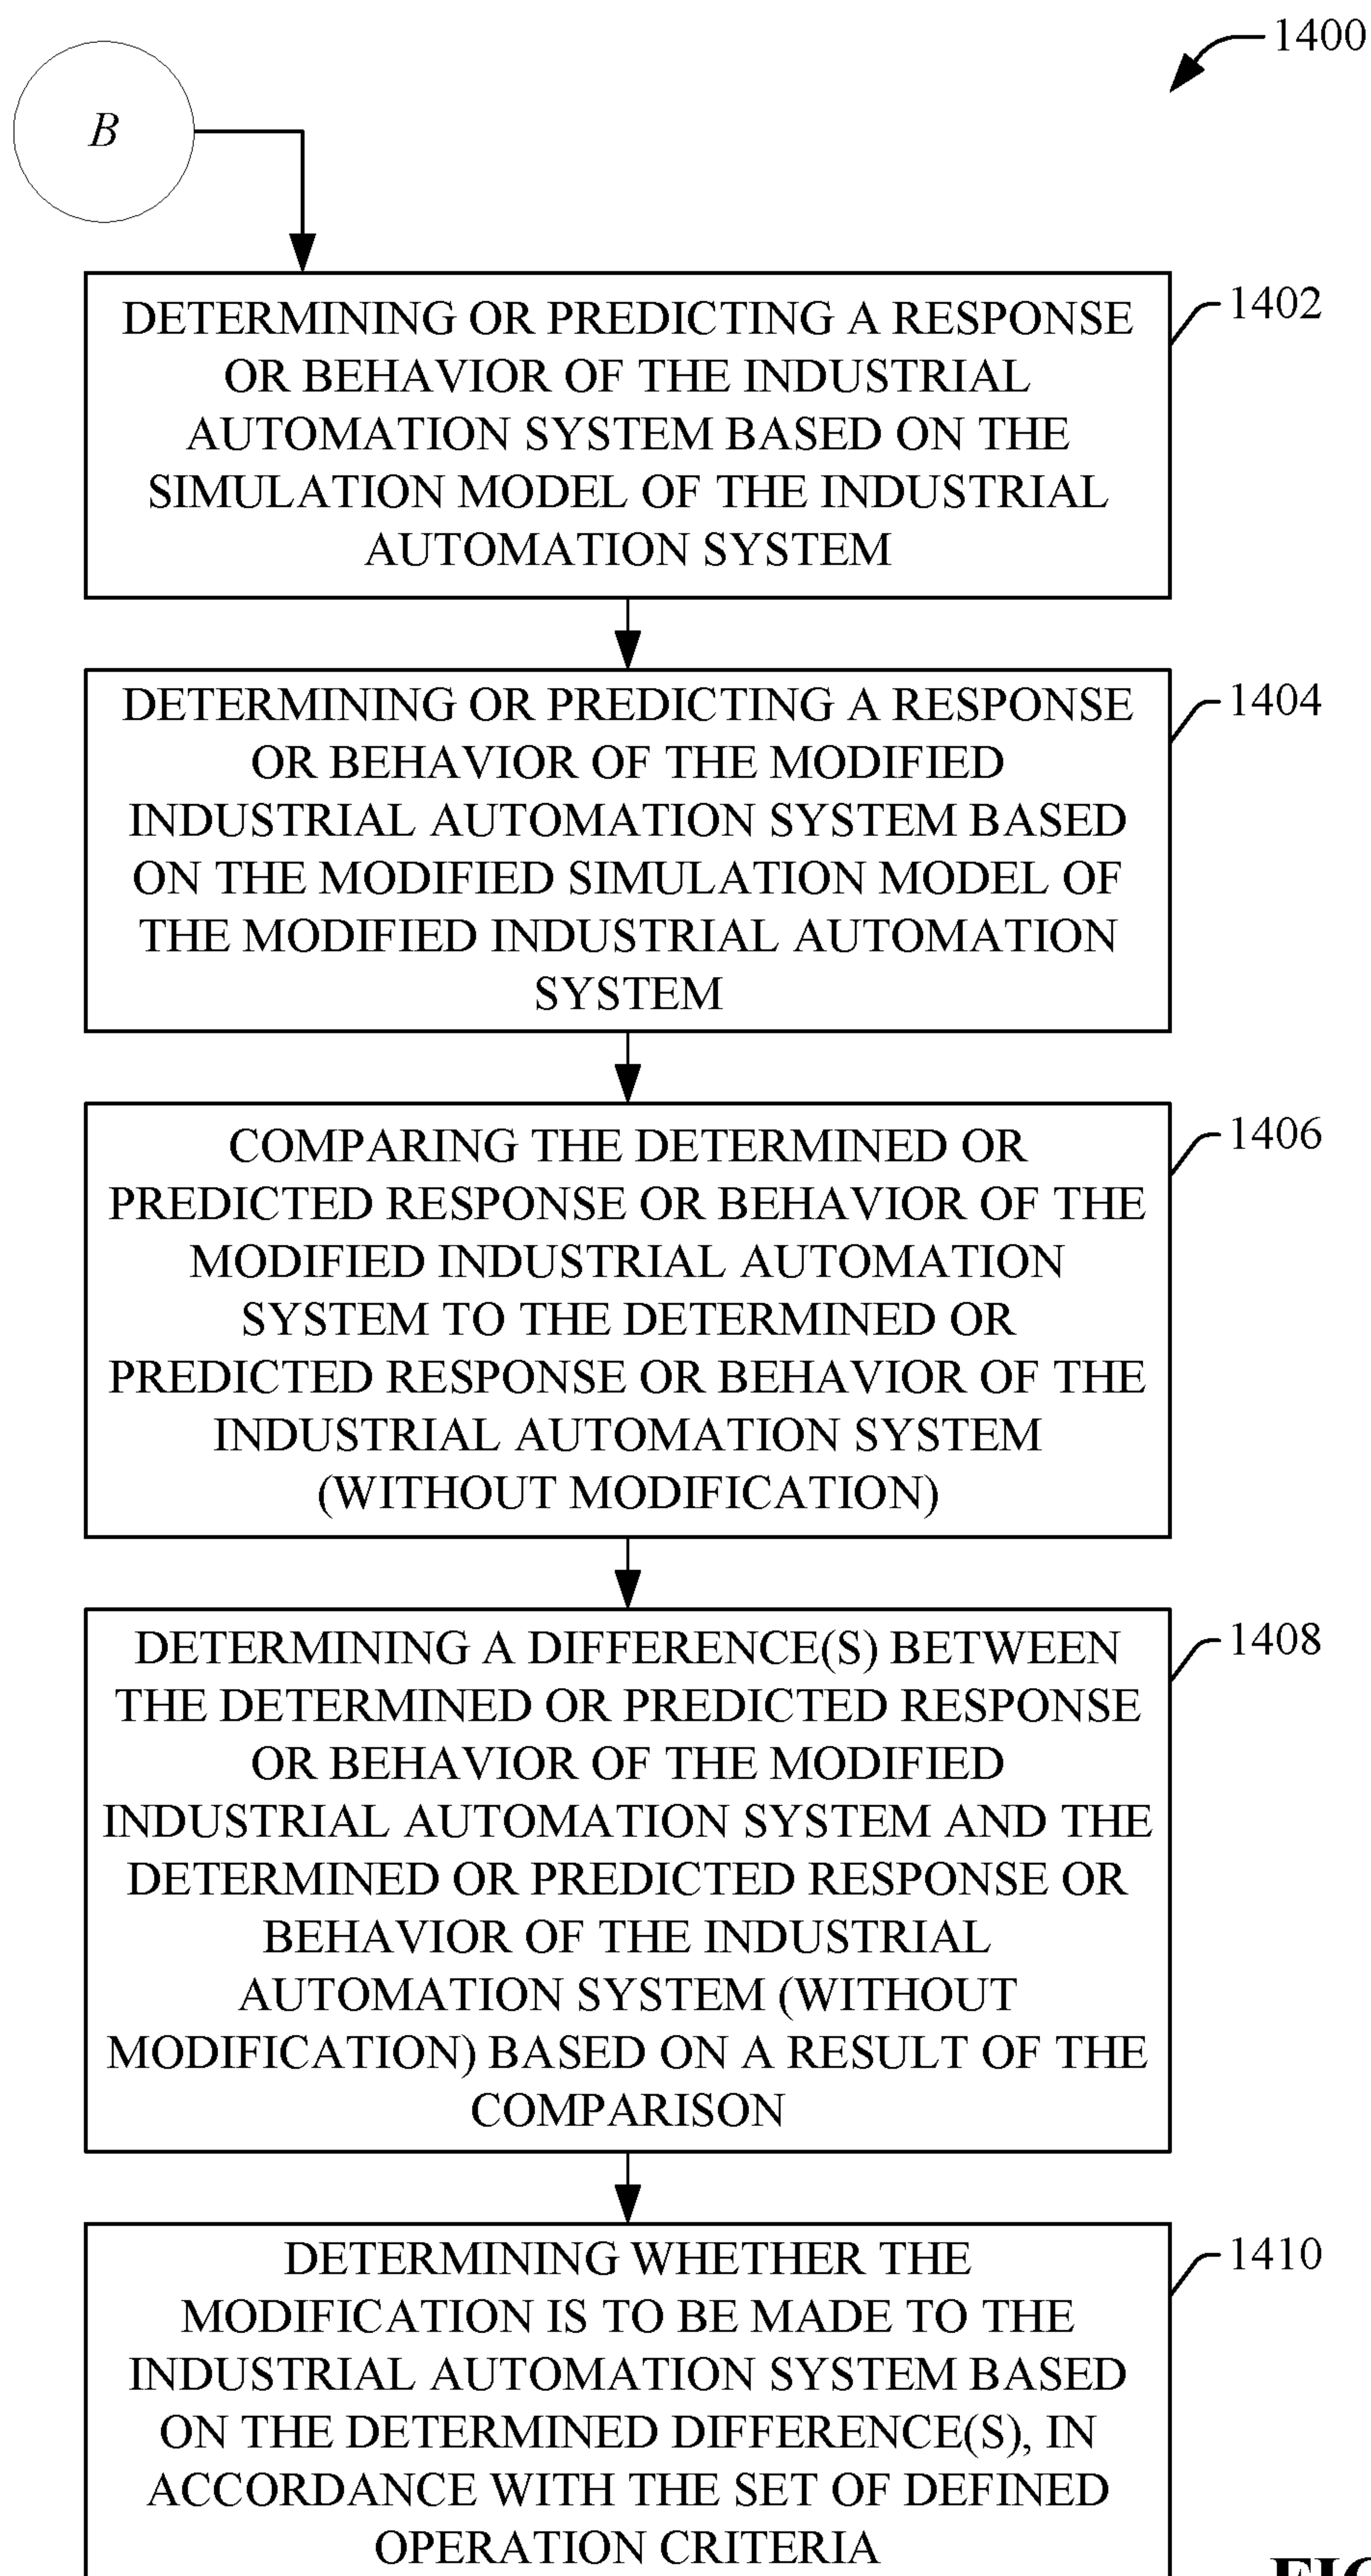 1400
B
DETERMINING OR PREDICTING A RESPONSE
OR BEHAVIOR OF THE INDUSTRIAL
AUTOMATION SYSTEM BASED ON THE
SIMULATION MODEL OF THE INDUSTRIAL
AUTOMATION SYSTEM
1402
DETERMINING OR PREDICTING A RESPONSE
OR BEHAVIOR OF THE MODIFIED
INDUSTRIAL AUTOMATION SYSTEM BASED
ON THE MODIFIED SIMULATION MODEL OF
THE MODIFIED INDUSTRIAL AUTOMATION
SYSTEM
1404
COMPARING THE DETERMINED OR
PREDICTED RESPONSE OR BEHAVIOR OF THE
MODIFIED INDUSTRIAL AUTOMATION
SYSTEM TO THE DETERMINED OR
PREDICTED RESPONSE OR BEHAVIOR OF THE
INDUSTRIAL AUTOMATION SYSTEM
(WITHOUT MODIFICATION)
1406
DETERMINING A DIFFERENCE(S) BETWEEN
THE DETERMINED OR PREDICTED RESPONSE
OR BEHAVIOR OF THE MODIFIED
INDUSTRIAL AUTOMATION SYSTEM AND THE
DETERMINED OR PREDICTED RESPONSE OR
BEHAVIOR OF THE INDUSTRIAL
AUTOMATION SYSTEM (WITHOUT
MODIFICATION) BASED ON A RESULT OF THE
COMPARISON
1408
DETERMINING WHETHER THE
MODIFICATION IS TO BE MADE TO THE
INDUSTRIAL AUTOMATION SYSTEM BASED
ON THE DETERMINED DIFFERENCE(S), IN
ACCORDANCE WITH THE SET OF DEFINED
OPERATION CRITERIA
1410